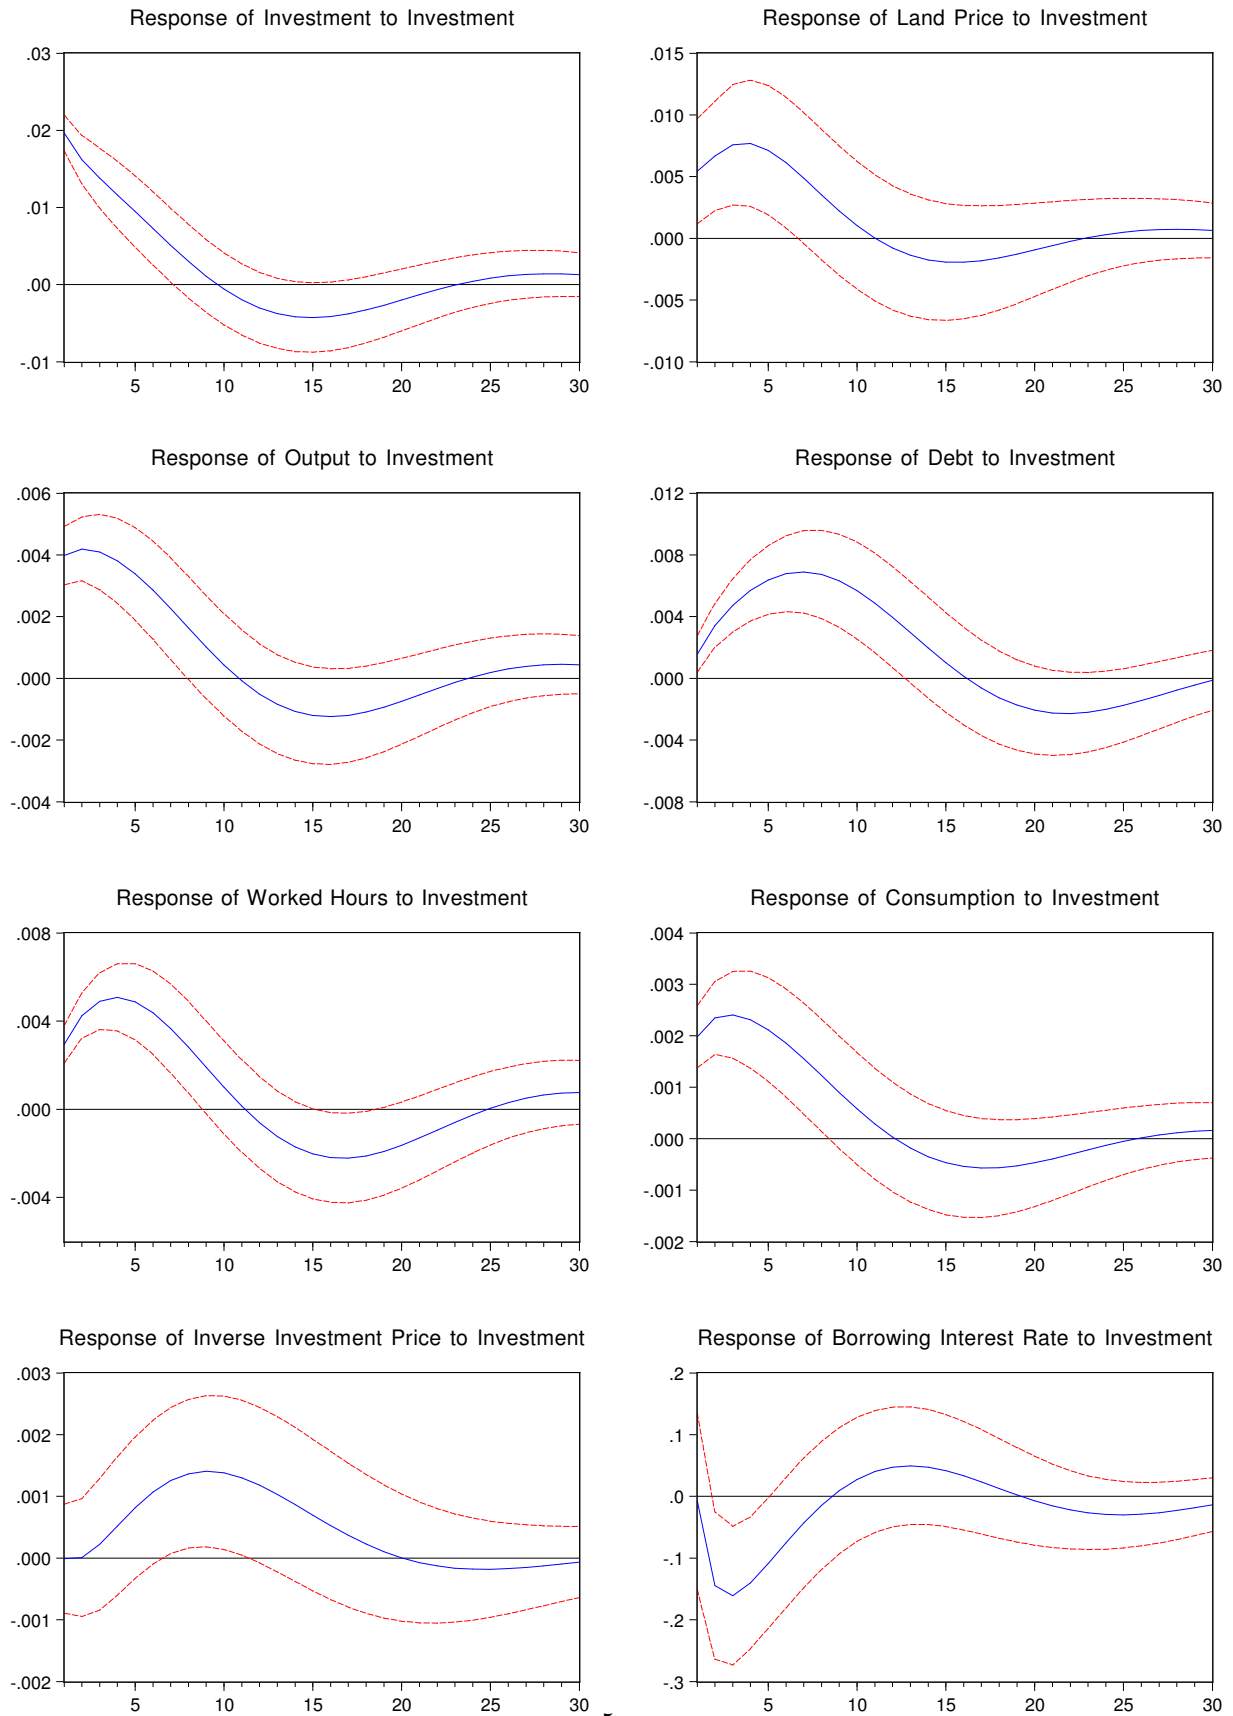 Response of Investment to Investment
.03
.02
.01
.00
-.01
5 10 15 20 25 30
Response of Land Price to Investment
.015
.010
.005
.000
-.005
-.010
5 10 15 20 25 30
Response of Output to Investment
.006
.004
.002
.000
-.002
-.004
5 10 15 20 25 30
Response of Debt to Investment
.012
.008
.004
.000
-.004
-.008
5 10 15 20 25 30
Response of Worked Hours to Investment
.008
.004
.000
-.004
5 10 15 20 25 30
Response of Consumption to Investment
.004
.003
.002
.001
.000
-.001
-.002
5 10 15 20 25 30
Response of Inverse Investment Price to Investment
.003
.002
.001
.000
-.001
-.002
5 10 15 20 25 30
Response of Borrowing Interest Rate to Investment
.2
.1
.0
-.1
-.2
-.3
5 10 15 20 25 30